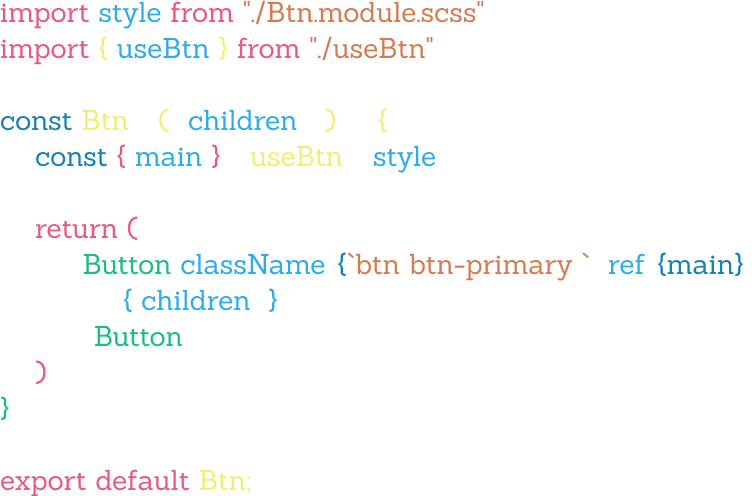 import style from "./Btn.module.scss"
import { useBtn } from "./useBtn"
const Btn ( children ) {
const { main } useBtn style
return (
Button className {`btn btn-primary ` ref {main}
{ children }
Button
)
}
export default Btn;